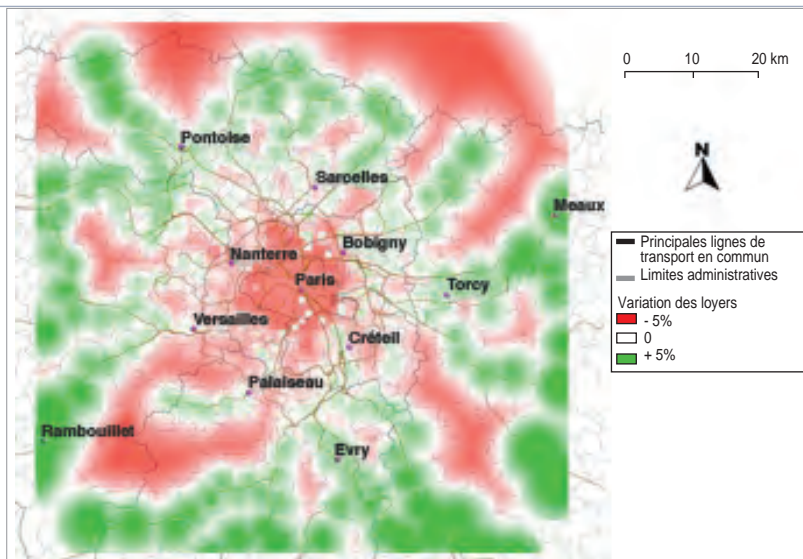 0 10 20 km
N
Pontoise
Sarcelles
Meaux
Nanterre
Bobigny
Paris
Torcy
Versailles
Créteil
Palaiseau
Rambouillet
Evry
Principales lignes de
transport en commun
Limites administratives
Variation des loyers
- 5%
0
+ 5%